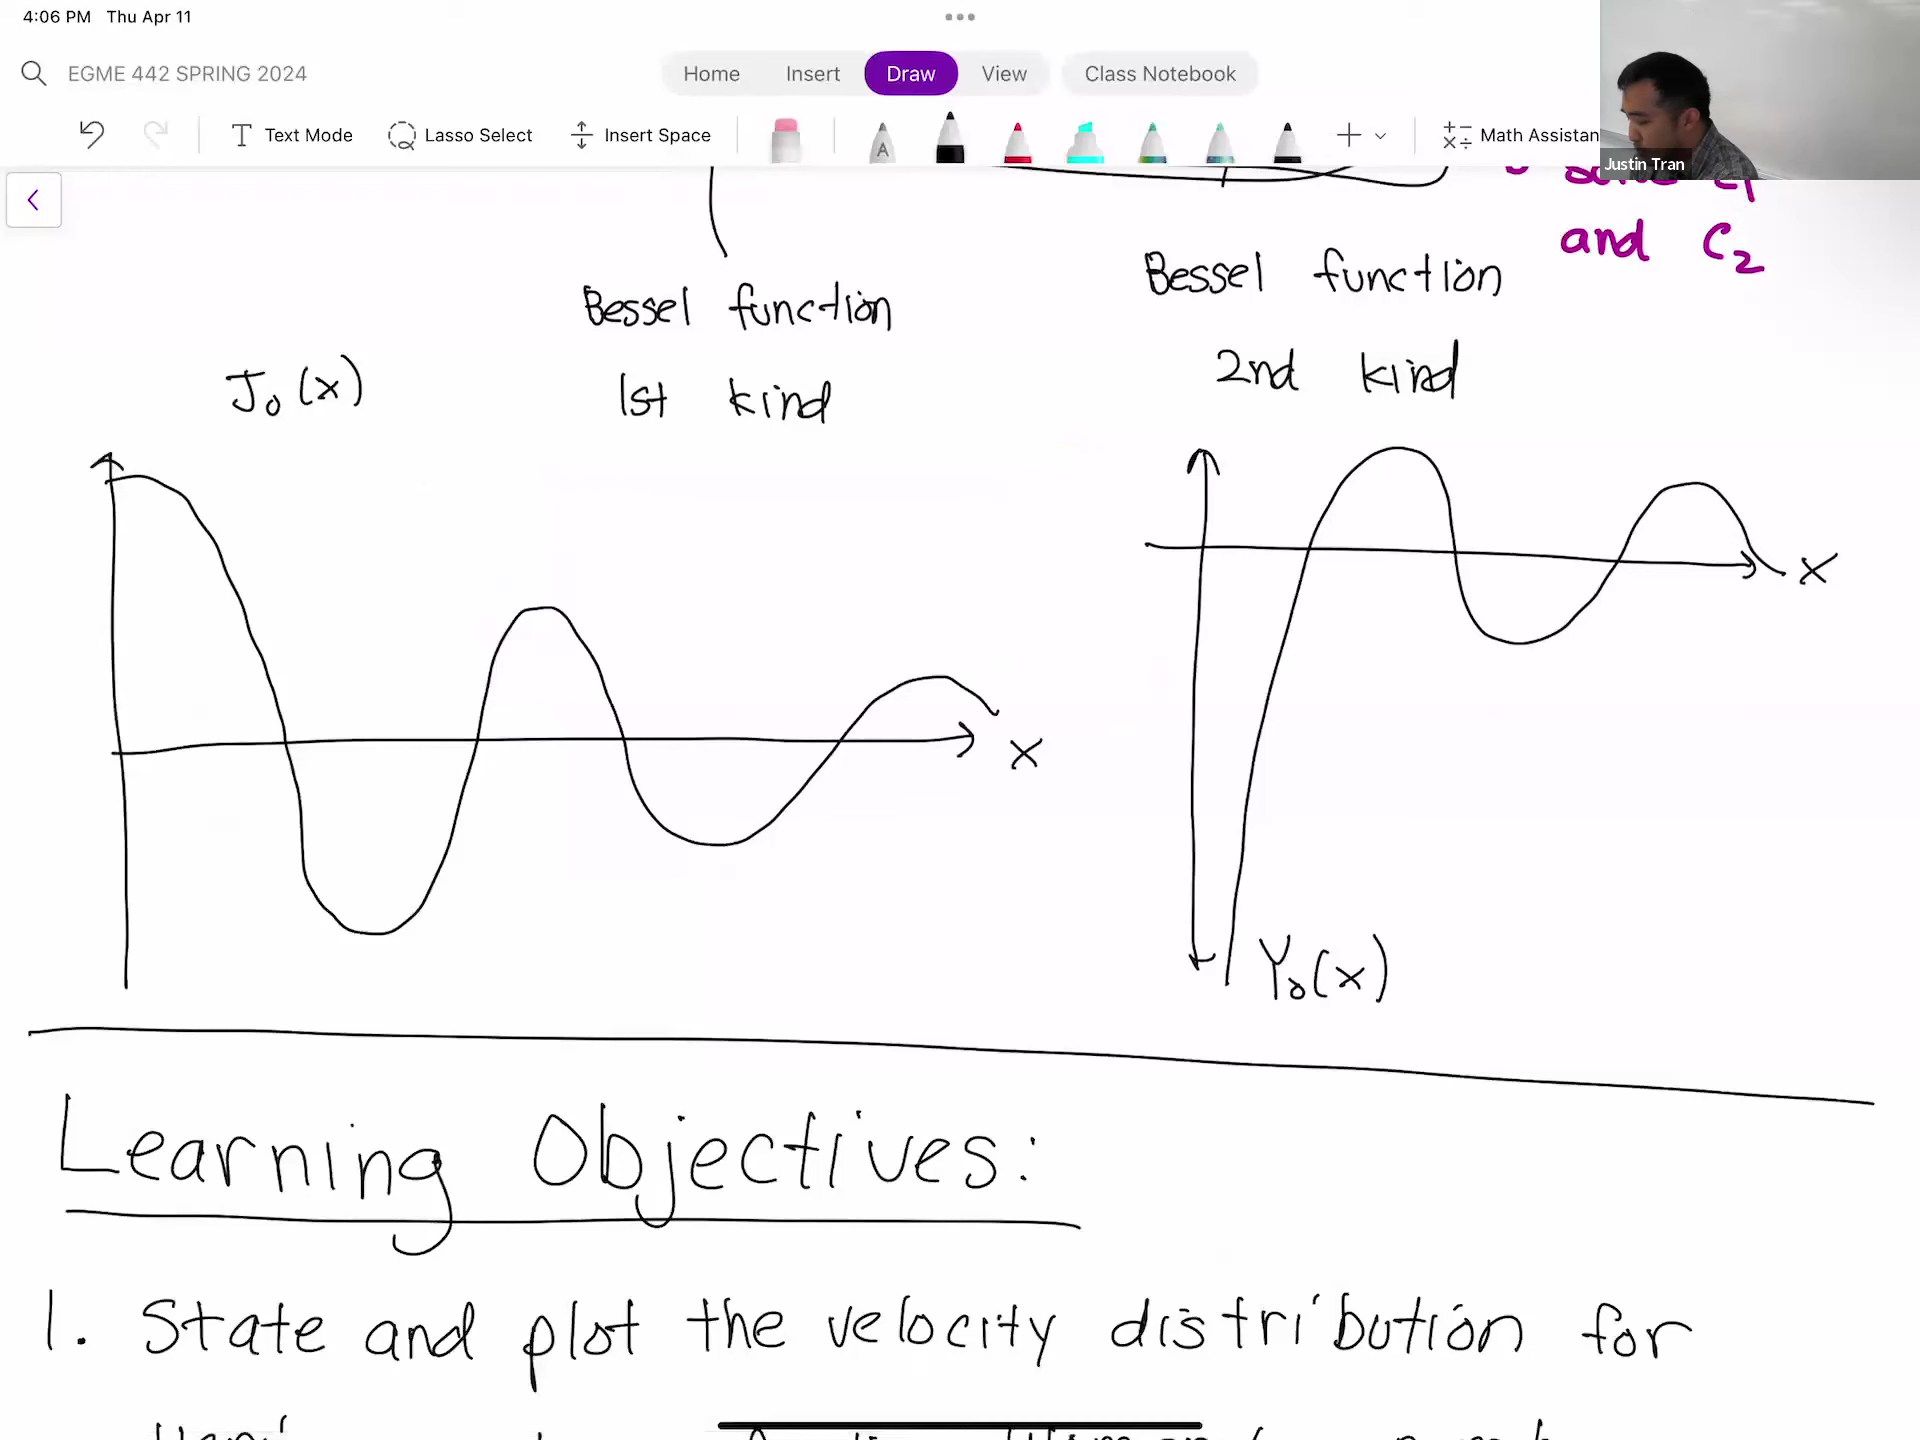 4:06 PM Thu Apr 11
EGME 442 SPRING 2024
Home Insert Draw View Class Notebook
Text Mode Lasso Select Insert Space Math Assistan
Justin Tran
and C₂
Bessel function
2nd kind
Bessel function
1st kind
J₀(x)
x
x
Y₀(x)
Learning Objectives:
1. State and plot the velocity distribution for